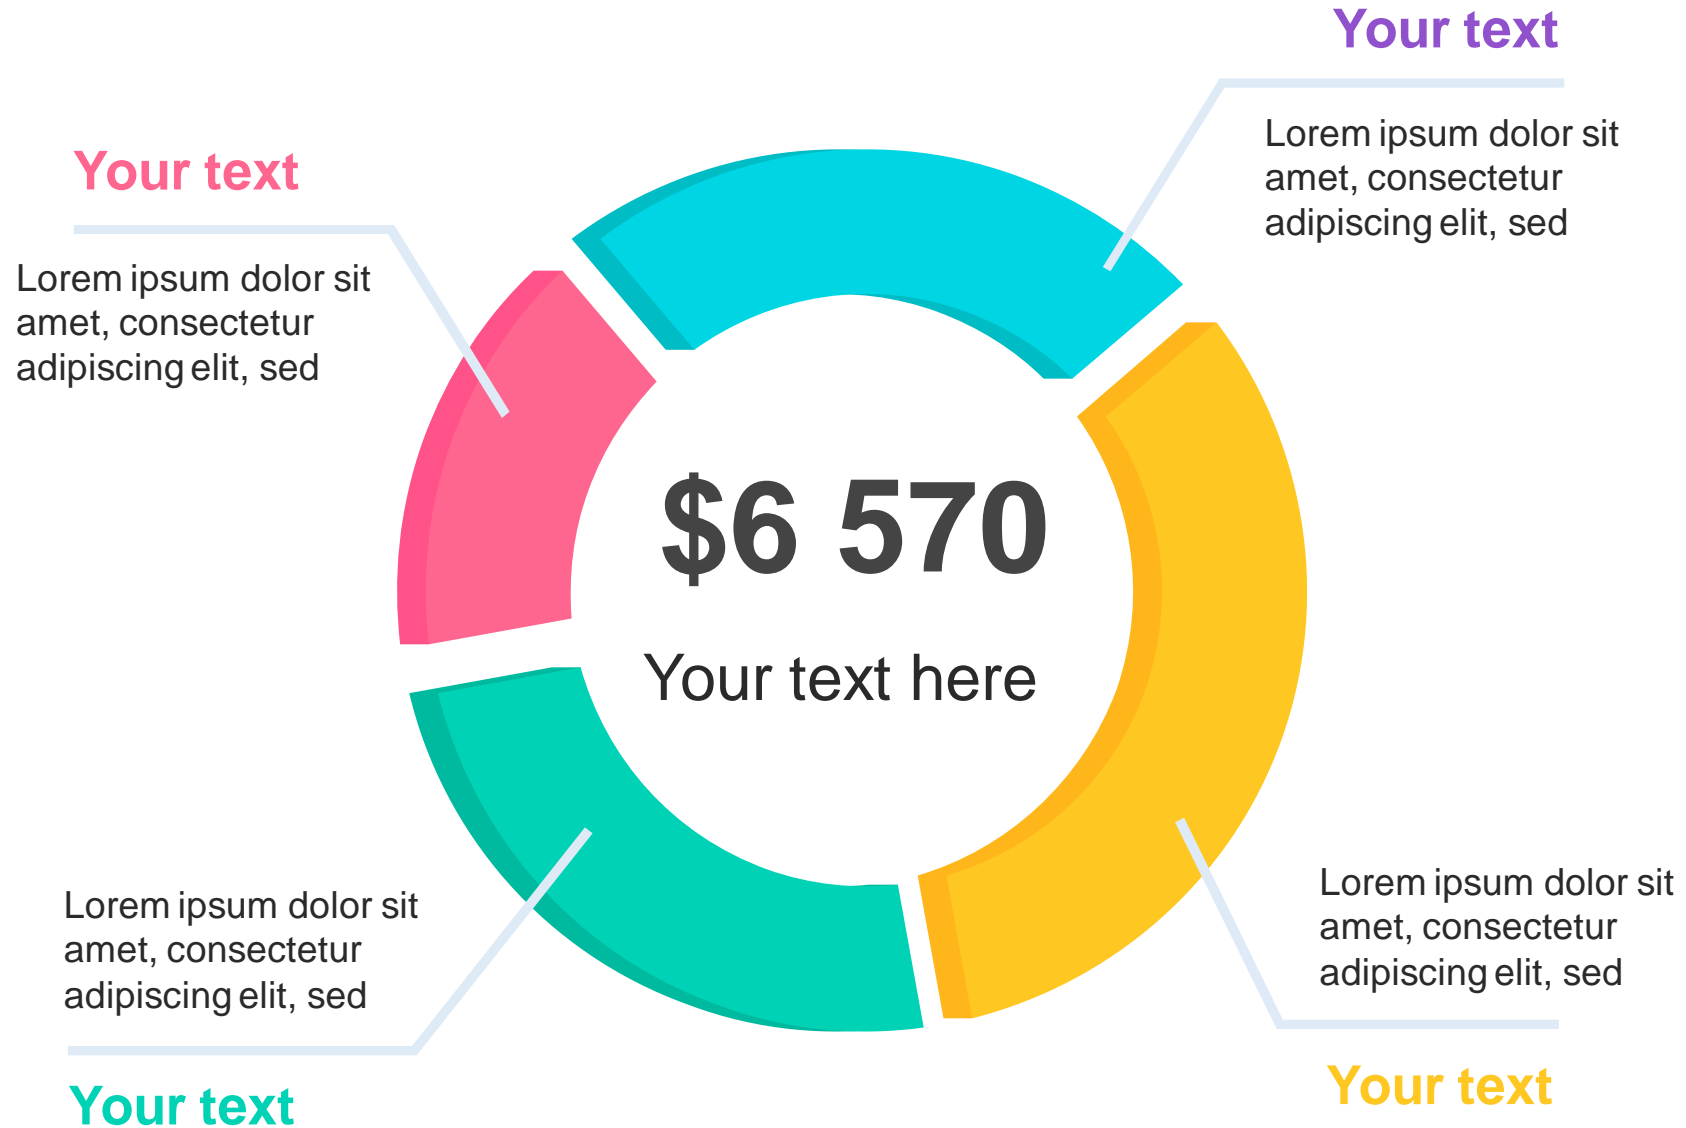 Your text
Lorem ipsum dolor sit
amet, consectetur
adipiscing elit, sed
Your text
Lorem ipsum dolor sit
amet, consectetur
adipiscing elit, sed
$6 570
Your text here
Lorem ipsum dolor sit
amet, consectetur
adipiscing elit, sed
Your text
Lorem ipsum dolor sit
amet, consectetur
adipiscing elit, sed
Your text